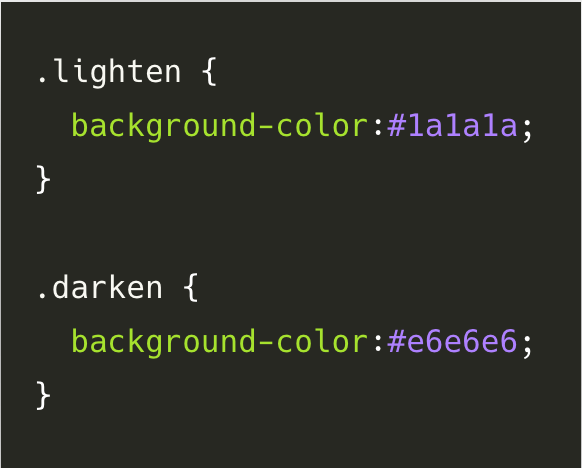 .lighten {
  background-color:#1a1a1a;
}

.darken {
  background-color:#e6e6e6;
}